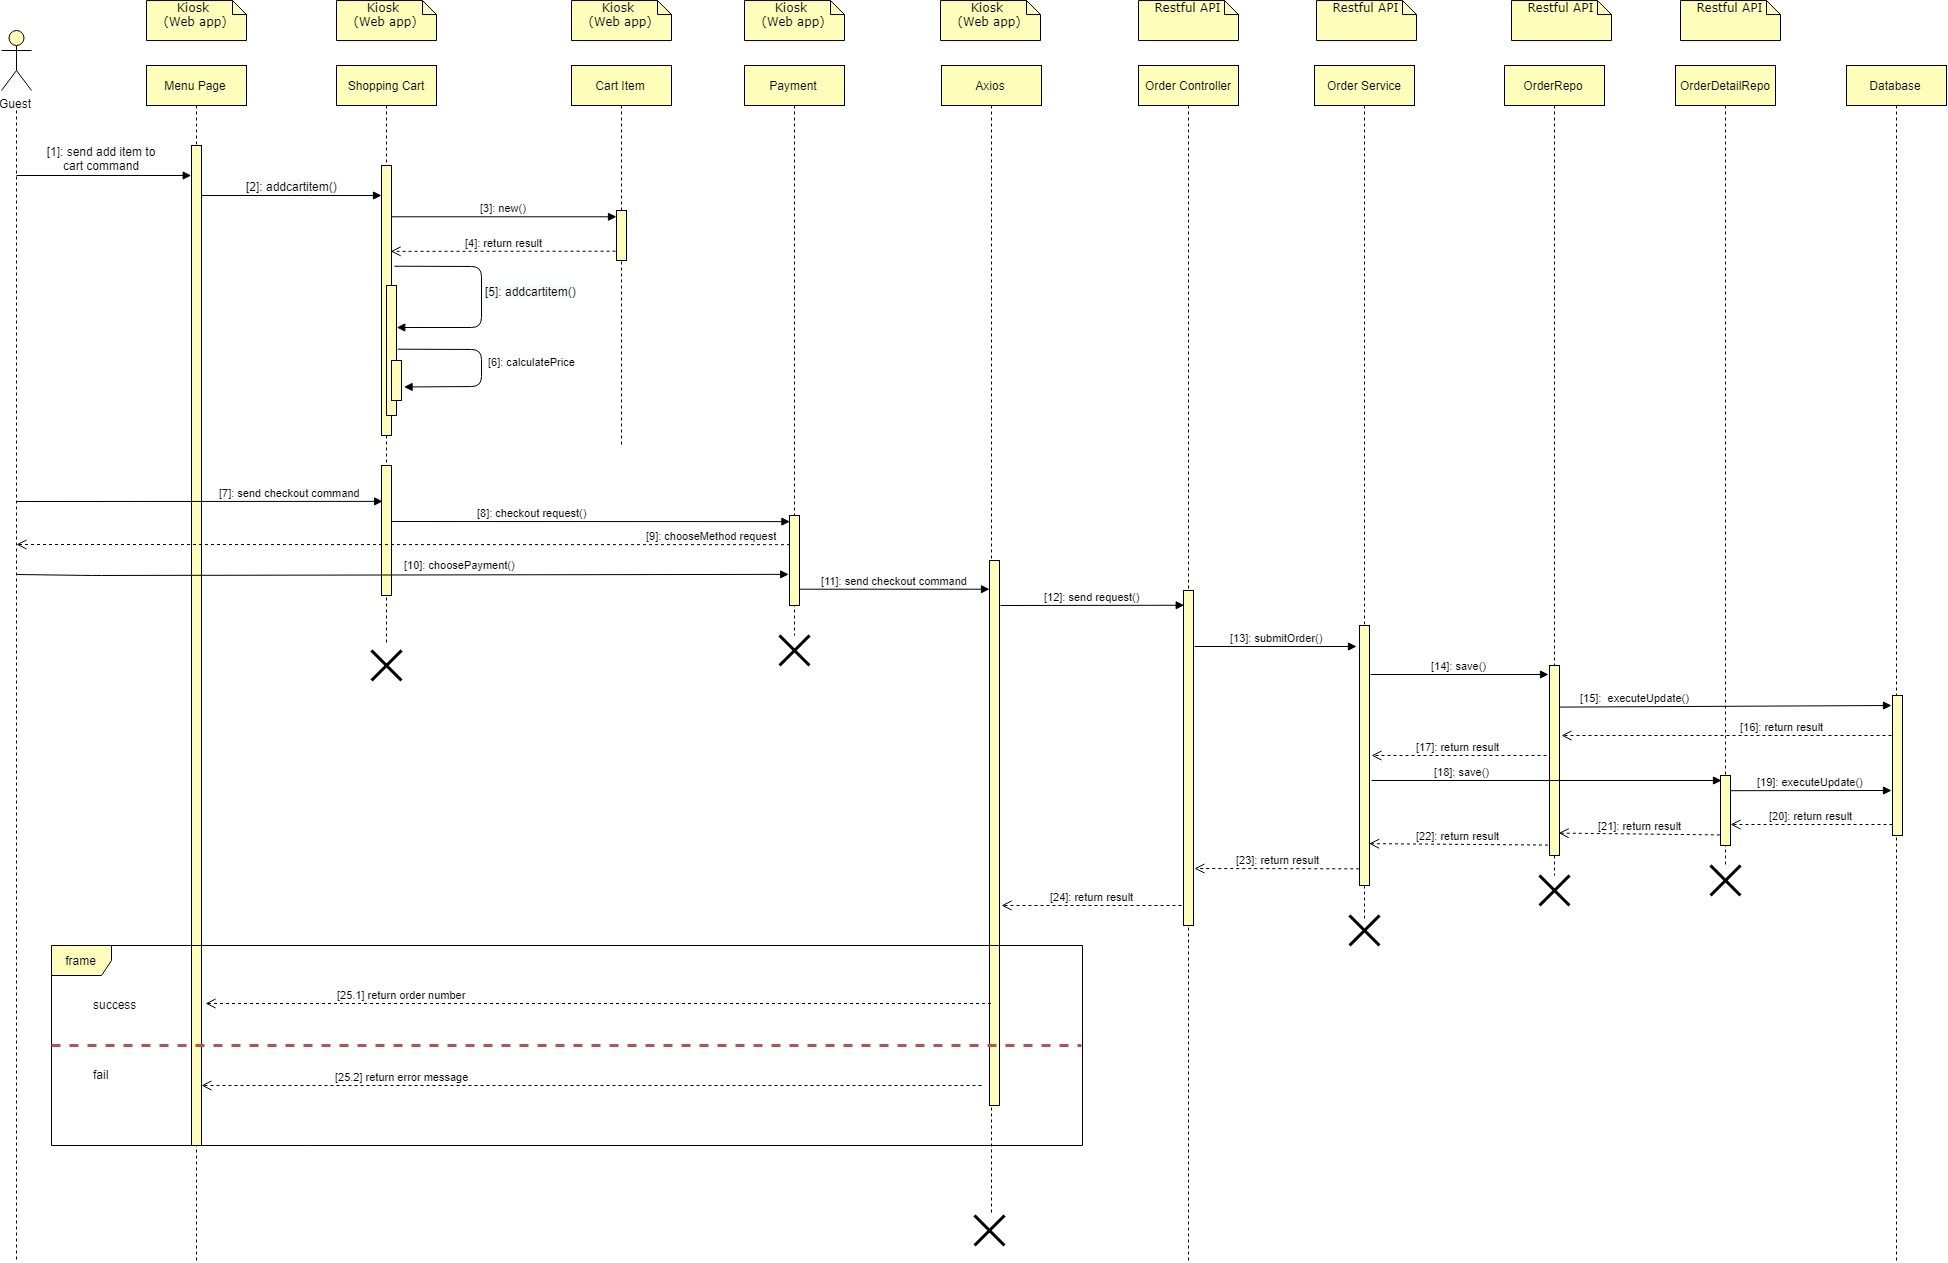 Kiosk
(Web app)
Kiosk
(Web app)
Kiosk
(Web app)
Kiosk
(Web app)
Kiosk
(Web app)
Restful API
Restful API
Restful API
Restful API
Guest
Menu Page
Shopping Cart
Cart Item
Payment
Axios
Order Controller
Order Service
OrderRepo
OrderDetailRepo
Database
[1]: send add item to
cart command
[2]: addcartitem()
[3]: new()
[4]: return result
[5]: addcartitem()
[6]: calculatePrice
[7]: send checkout command
[8]: checkout request()
[9]: chooseMethod request
[10]: choosePayment()
[11]: send checkout command
[12]: send request()
[13]: submitOrder()
[14]: save()
[15]: executeUpdate()
[16]: return result
[17]: return result
[18]: save()
[19]: executeUpdate()
[20]: return result
[21]: return result
[22]: return result
[23]: return result
[24]: return result
frame
success
[25.1] return order number
fail
[25.2] return error message